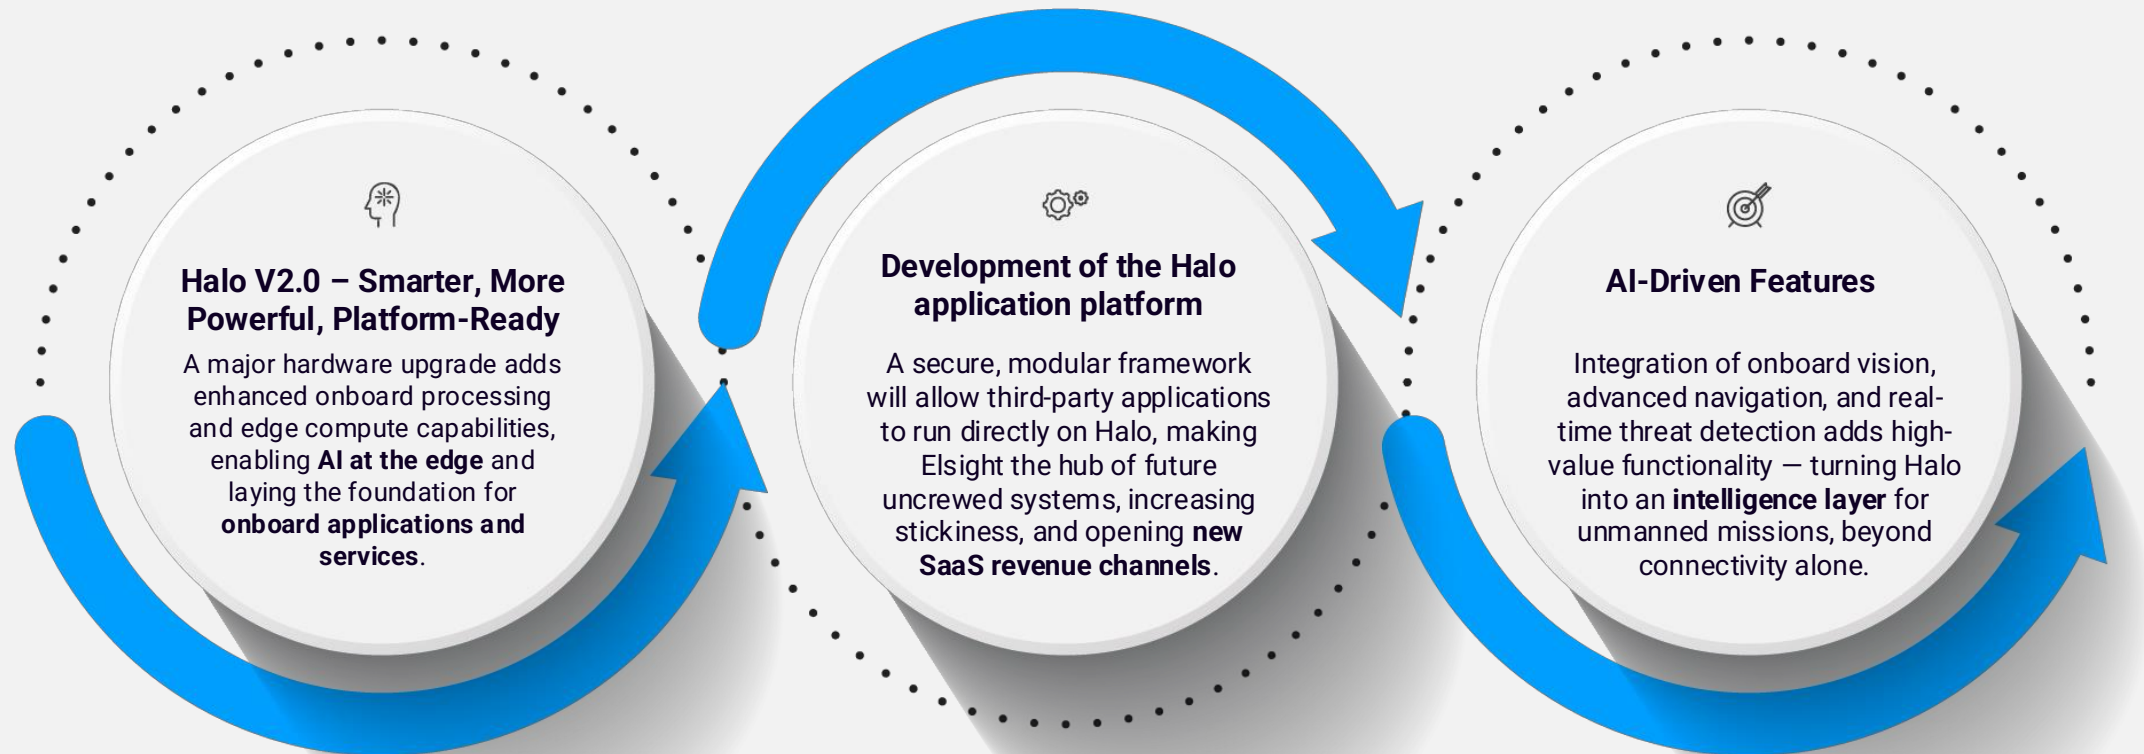 Halo V2.0 – Smarter, More
Powerful, Platform-Ready
A major hardware upgrade adds
enhanced onboard processing
and edge compute capabilities,
enabling AI at the edge and
laying the foundation for
onboard applications and
services.
Development of the Halo
application platform
A secure, modular framework
will allow third-party applications
to run directly on Halo, making
Elsight the hub of future
uncrewed systems, increasing
stickiness, and opening new
SaaS revenue channels.
AI-Driven Features
Integration of onboard vision,
advanced navigation, and real-
time threat detection adds high-
value functionality — turning Halo
into an intelligence layer for
unmanned missions, beyond
connectivity alone.